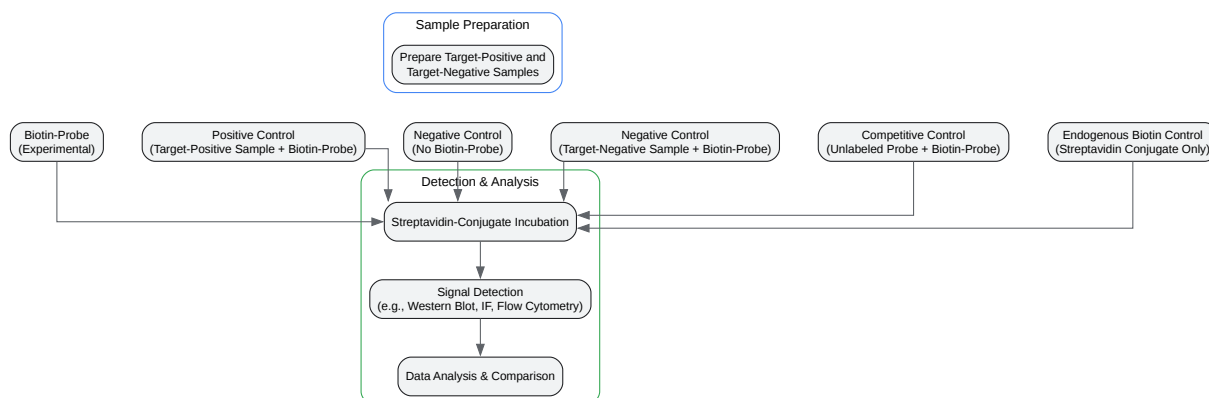 Sample Preparation
Prepare Target-Positive and
Target-Negative Samples
Biotin-Probe
(Experimental)
Positive Control
(Target-Positive Sample + Biotin-Probe)
Negative Control
(No Biotin-Probe)
Negative Control
(Target-Negative Sample + Biotin-Probe)
Competitive Control
(Unlabeled Probe + Biotin-Probe)
Endogenous Biotin Control
(Streptavidin Conjugate Only)
Detection & Analysis
Streptavidin-Conjugate Incubation
Signal Detection
(e.g., Western Blot, IF, Flow Cytometry)
Data Analysis & Comparison